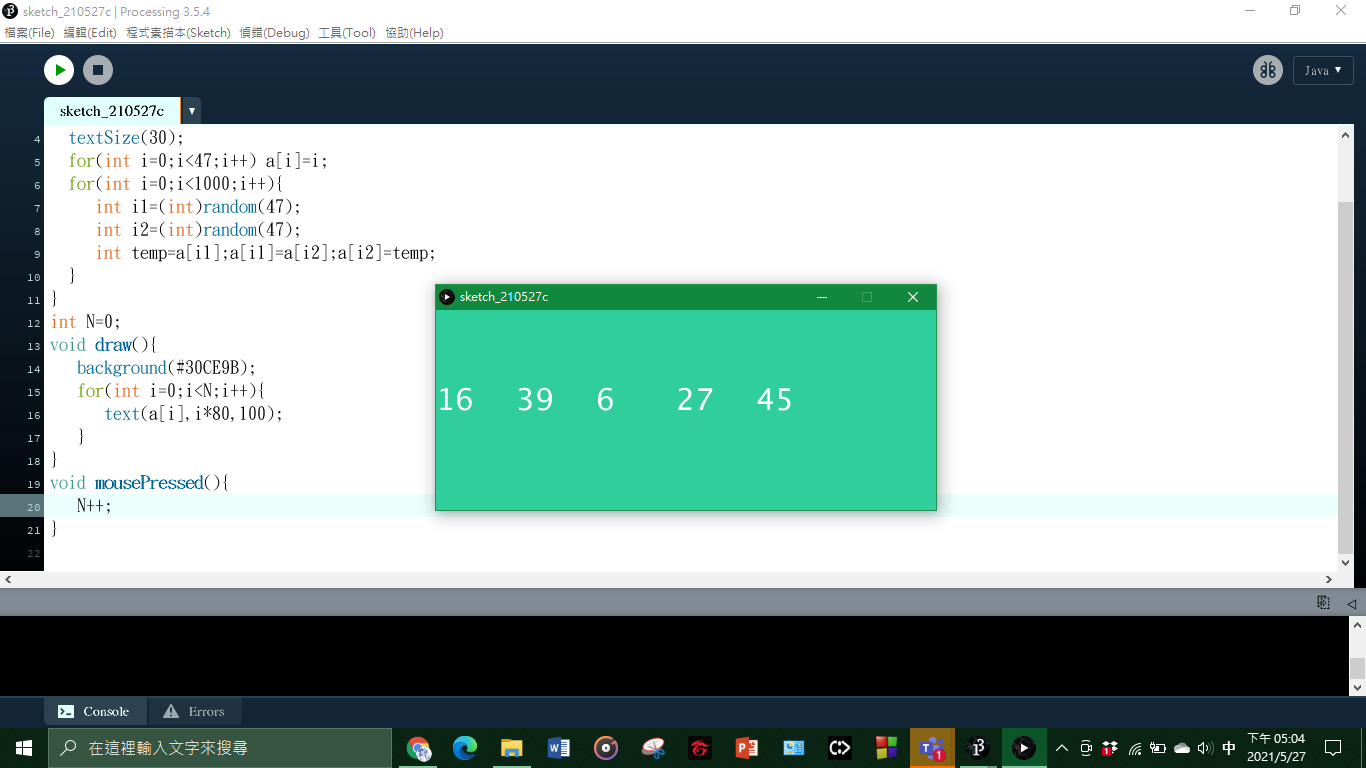 sketch_210527c | Processing 3.5.4
檔案(File) 編輯(Edit) 程式素描本(Sketch) 偵錯(Debug) 工具(Tool) 協助(Help)
Java ▼
sketch_210527c ▼
4 textSize(30);
5 for(int i=0;i<47;i++) a[i]=i;
6 for(int i=0;i<1000;i++){
7 int i1=(int)random(47);
8 int i2=(int)random(47);
9 int temp=a[i1];a[i1]=a[i2];a[i2]=temp;
10 }
11 }
12 int N=0;
13 void draw(){
14 background(#30CE9B);
15 for(int i=0;i<N;i++){
16 text(a[i],i*80,100);
17 }
18 }
19 void mousePressed(){
20 N++;
21 }
22
sketch_210527c
16 39 6 27 45
Console Errors
在這裡輸入文字來搜尋
中
下午 05:04
2021/5/27